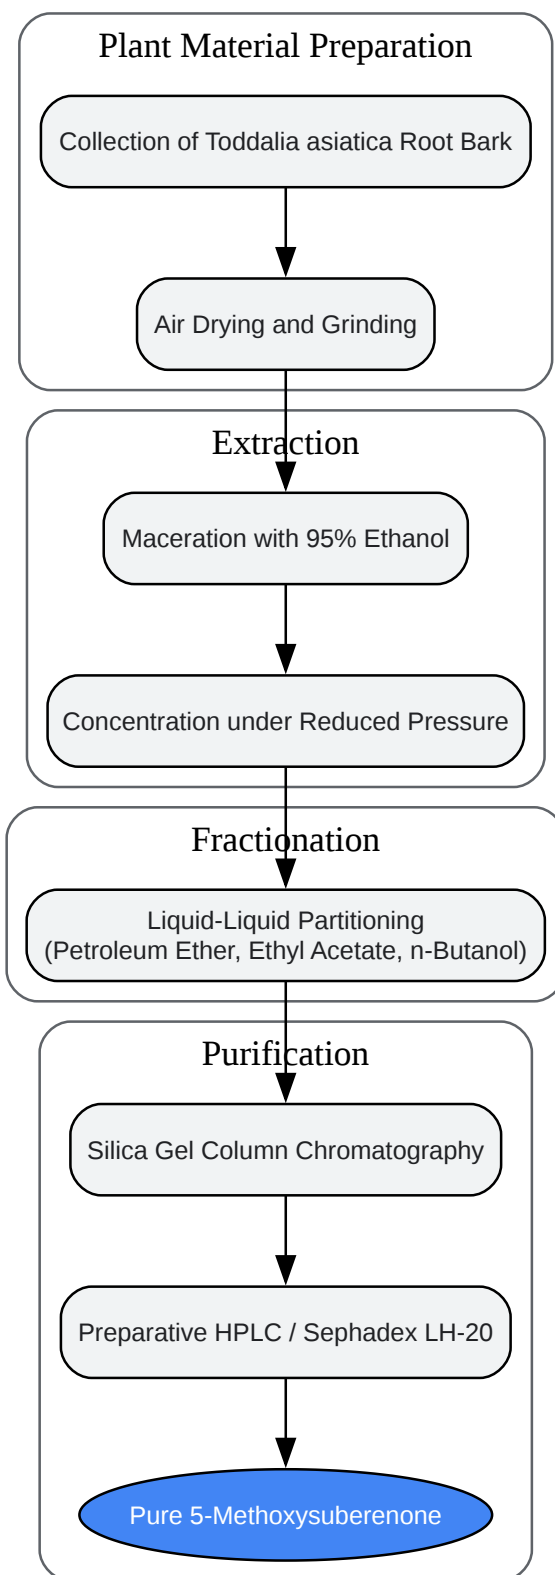 Plant Material Preparation
Collection of Toddalia asiatica Root Bark
Air Drying and Grinding
Extraction
Maceration with 95% Ethanol
Concentration under Reduced Pressure
Fractionation
Liquid-Liquid Partitioning
(Petroleum Ether, Ethyl Acetate, n-Butanol)
Purification
Silica Gel Column Chromatography
Preparative HPLC / Sephadex LH-20
Pure 5-Methoxysuberenone